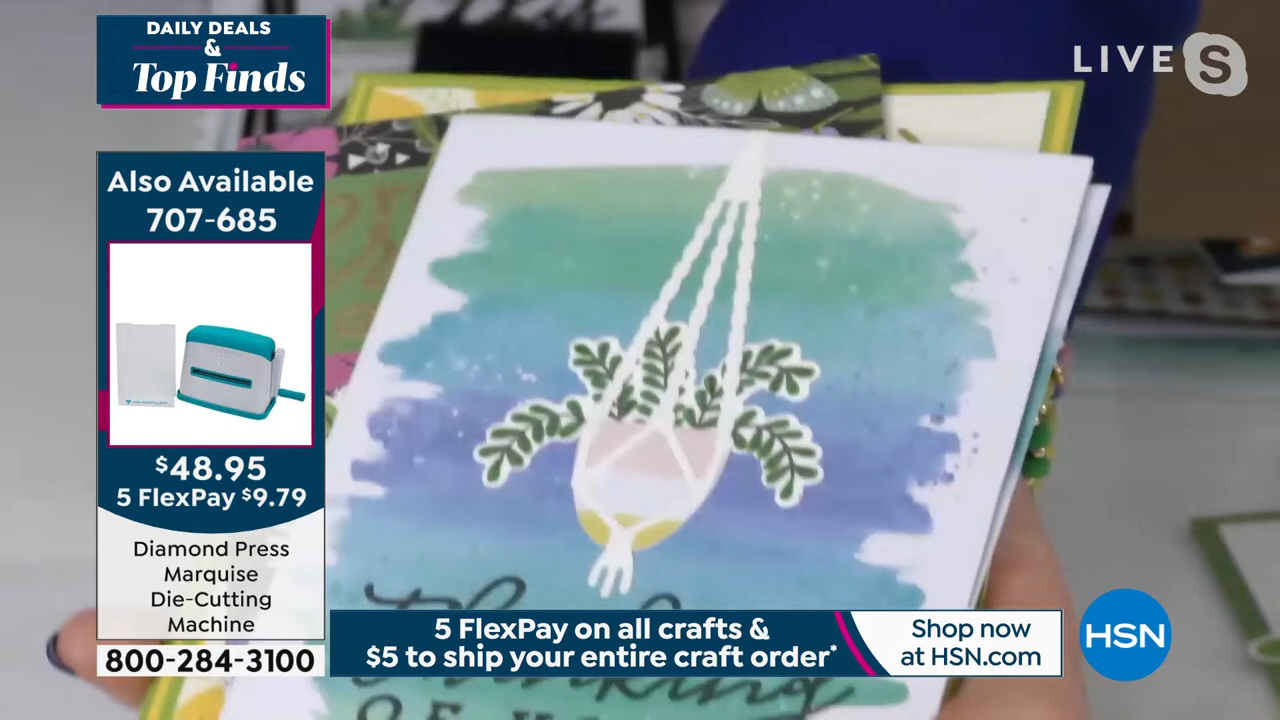 DAILY DEALS
&
Top Finds
LIVE S
Also Available
707-685
$48.95
5 FlexPay $9.79
Diamond Press
Marquise
Die-Cutting
Machine
800-284-3100
thinking
OF
5 FlexPay on all crafts &
$5 to ship your entire craft order*
Shop now
at HSN.com
HSN